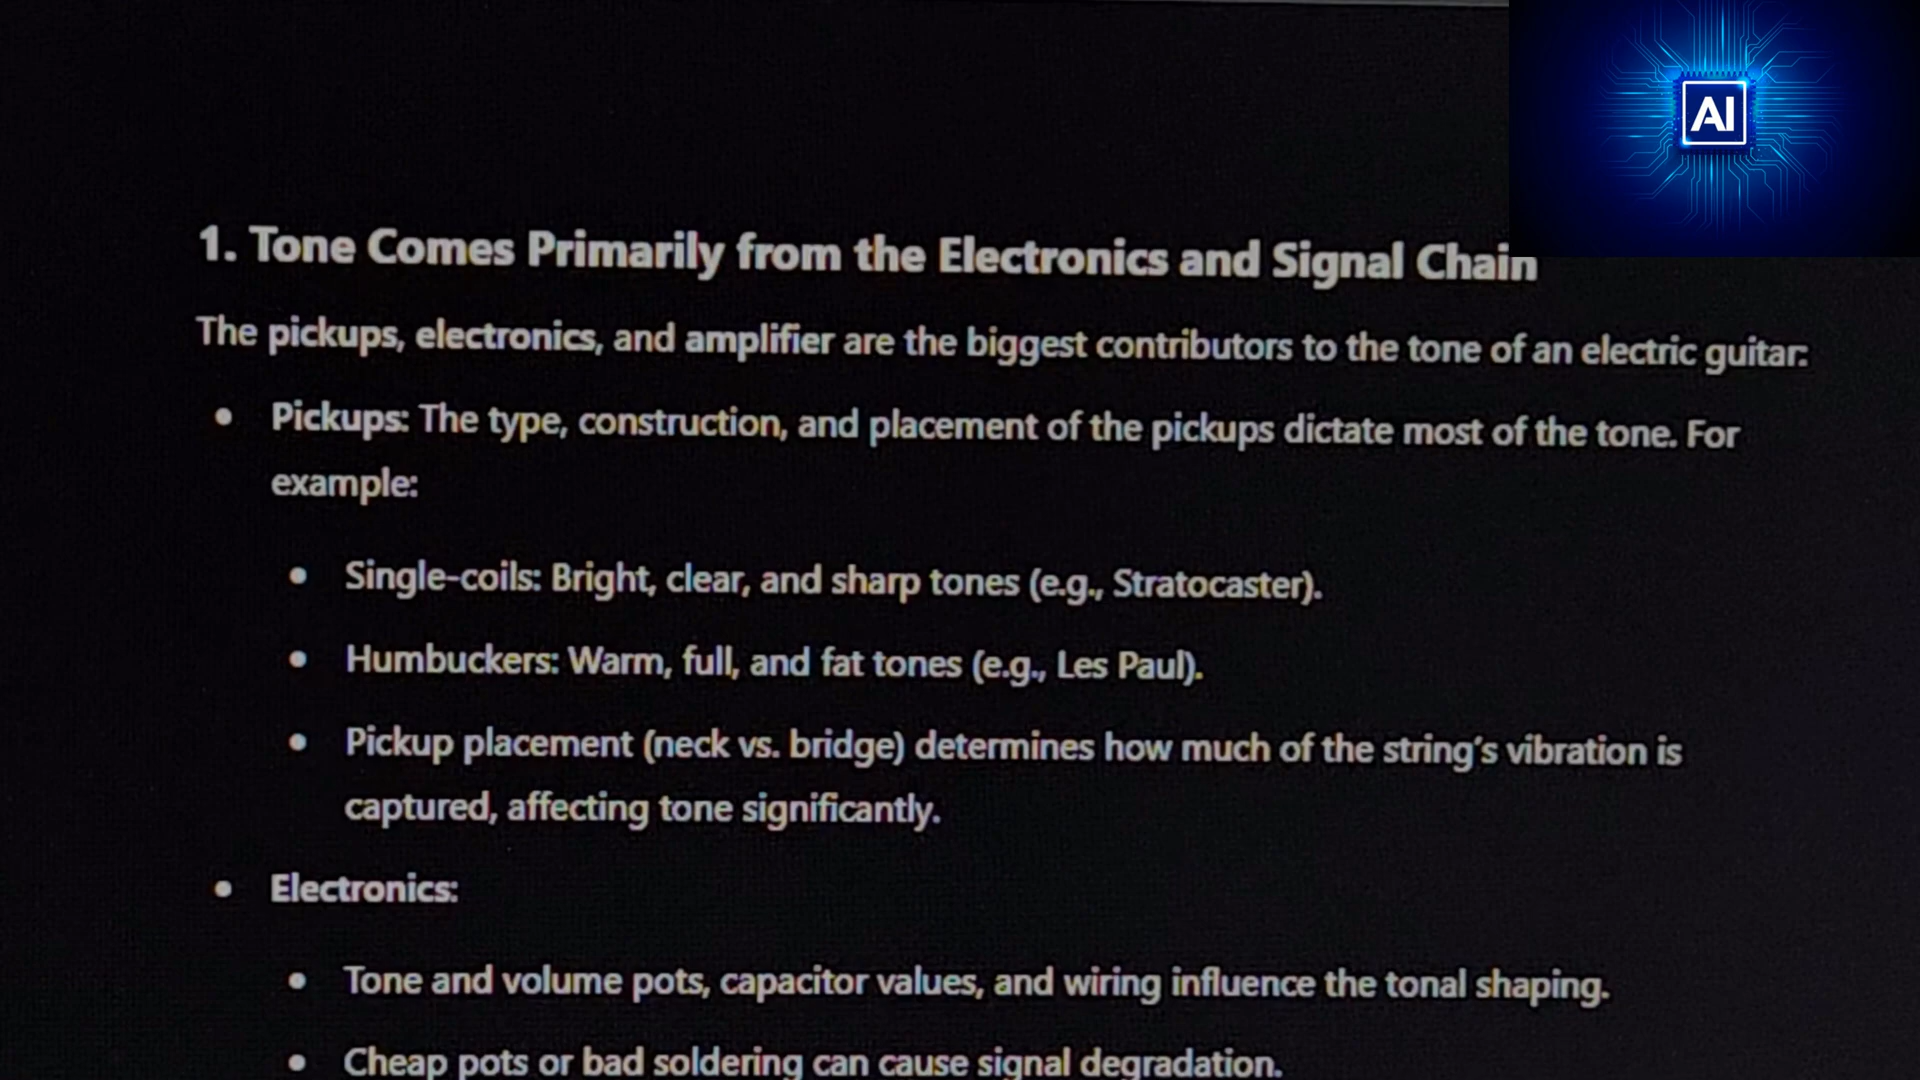 AI
1. Tone Comes Primarily from the Electronics and Signal Chain
The pickups, electronics, and amplifier are the biggest contributors to the tone of an electric guitar:
• Pickups: The type, construction, and placement of the pickups dictate most of the tone. For
example:
• Single-coils: Bright, clear, and sharp tones (e.g., Stratocaster).
• Humbuckers: Warm, full, and fat tones (e.g., Les Paul).
• Pickup placement (neck vs. bridge) determines how much of the string's vibration is
captured, affecting tone significantly.
• Electronics:
• Tone and volume pots, capacitor values, and wiring influence the tonal shaping.
• Cheap pots or bad soldering can cause signal degradation.